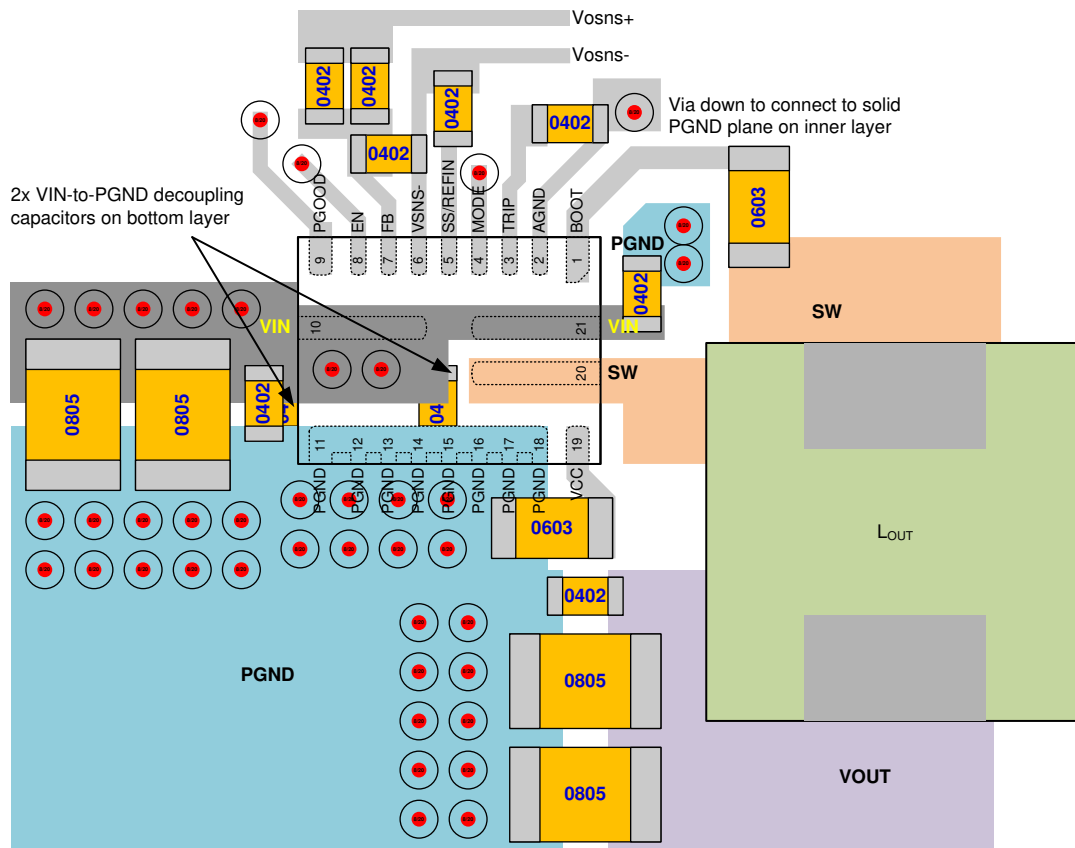 Vosns+
Vosns-
0402
0402
0402
0402
0402
Via down to connect to solid
PGND plane on inner layer
2x VIN-to-PGND decoupling
capacitors on bottom layer
PGOOD
EN
FB
VSNS-
SS/REFIN
MODE
TRIP
AGND
BOOT
0603
9
8
7
6
5
4
3
2
1
PGND
0402
SW
VIN
10
21
VIN
20
SW
0805
0805
0402
04
04
11
12
13
14
15
16
17
18
19
PGND
PGND
PGND
PGND
PGND
PGND
PGND
PGND
VCC
0603
LOUT
0402
PGND
0805
0805
VOUT